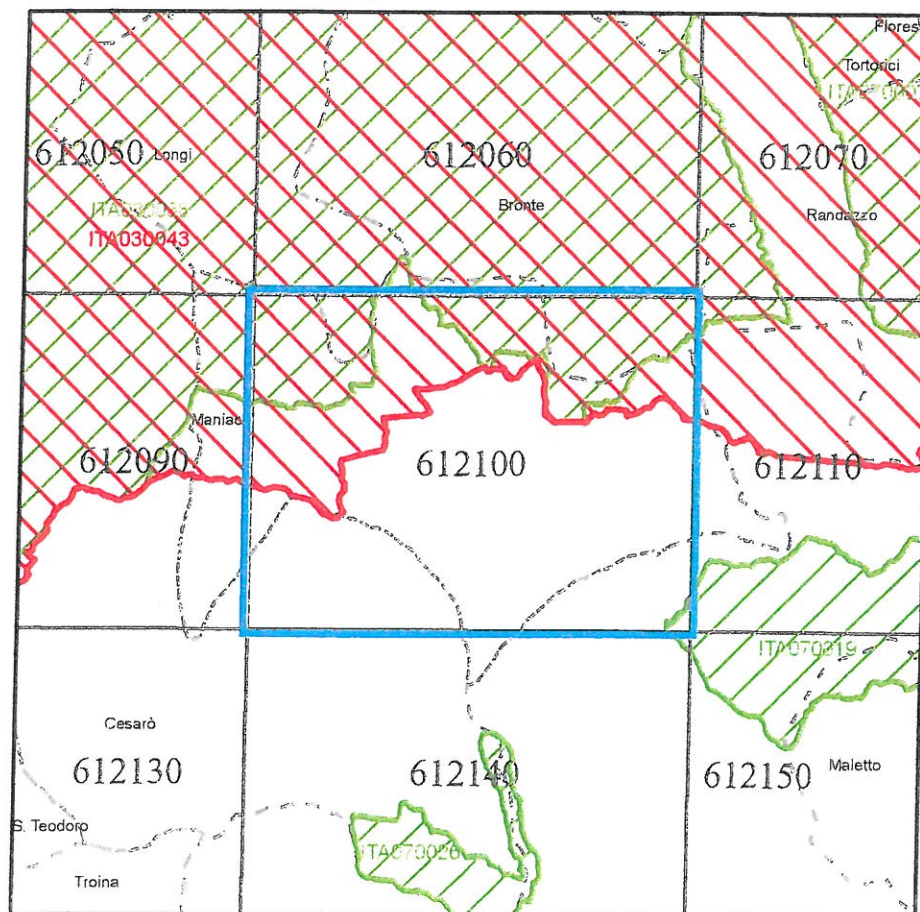 Flores
Tortorici
612050 Longi
612060
612070
Bronte
Randazzo
ITA030043
Maniac
612090
612100
612110
ITA070019
Cesarò
612130
612140
612150
Maletto
S. Teodoro
ITA070026
Troina